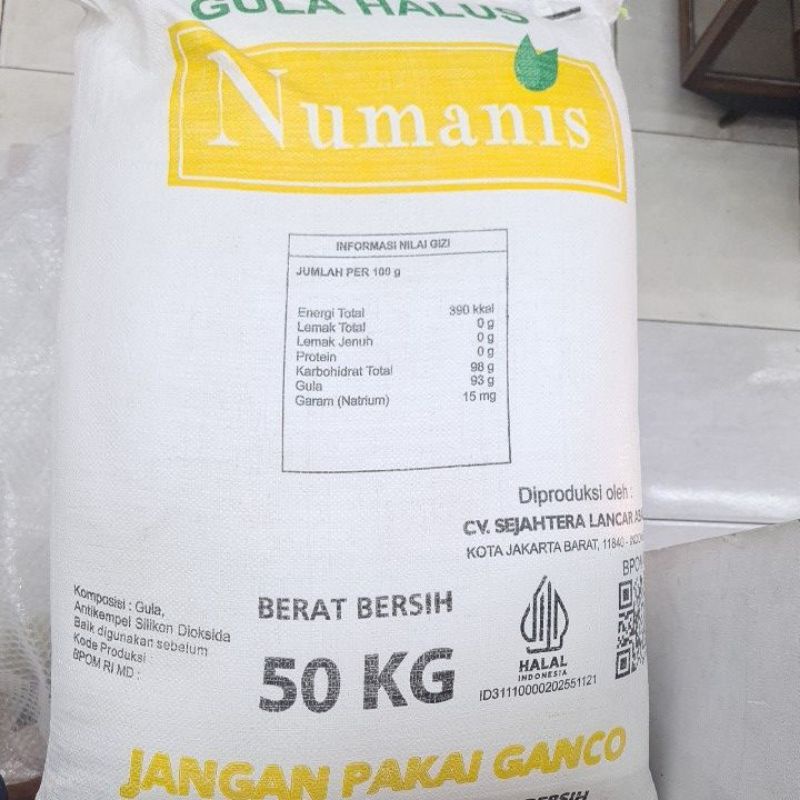 GULA HALUS
Numanis
INFORMASI NILAI GIZI
JUMLAH PER 100 g
Energi Total 390 kkal
Lemak Total 0 g
Lemak Jenuh 0 g
Protein 0 g
Karbohidrat Total 98 g
Gula 93 g
Garam (Natrium) 15 mg
Diproduksi oleh :
CV. SEJAHTERA LANCAR
KOTA JAKARTA BARAT, 11840 -
BPOM
Komposisi : Gula,
Antikempel Silikon Dioksida
Baik digunakan sebelum
Kode Produksi
BPOM RI MD :
BERAT BERSIH
50 KG
HALAL
INDONESIA
ID31110000202551121
JANGAN PAKAI GANCO
BERSIH